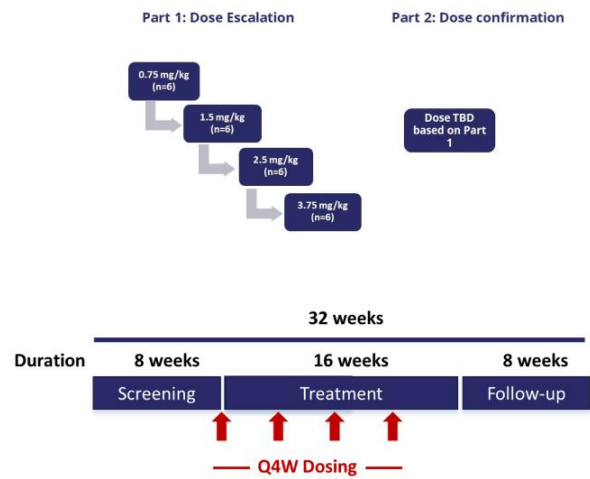 Part 1: Dose Escalation
Part 2: Dose confirmation
0.75 mg/kg
(n=6)
1.5 mg/kg
(n=6)
2.5 mg/kg
(n=6)
3.75 mg/kg
(n=6)
Dose TBD
based on Part
1
32 weeks
Duration
8 weeks
16 weeks
8 weeks
Screening
Treatment
Follow-up
Q4W Dosing